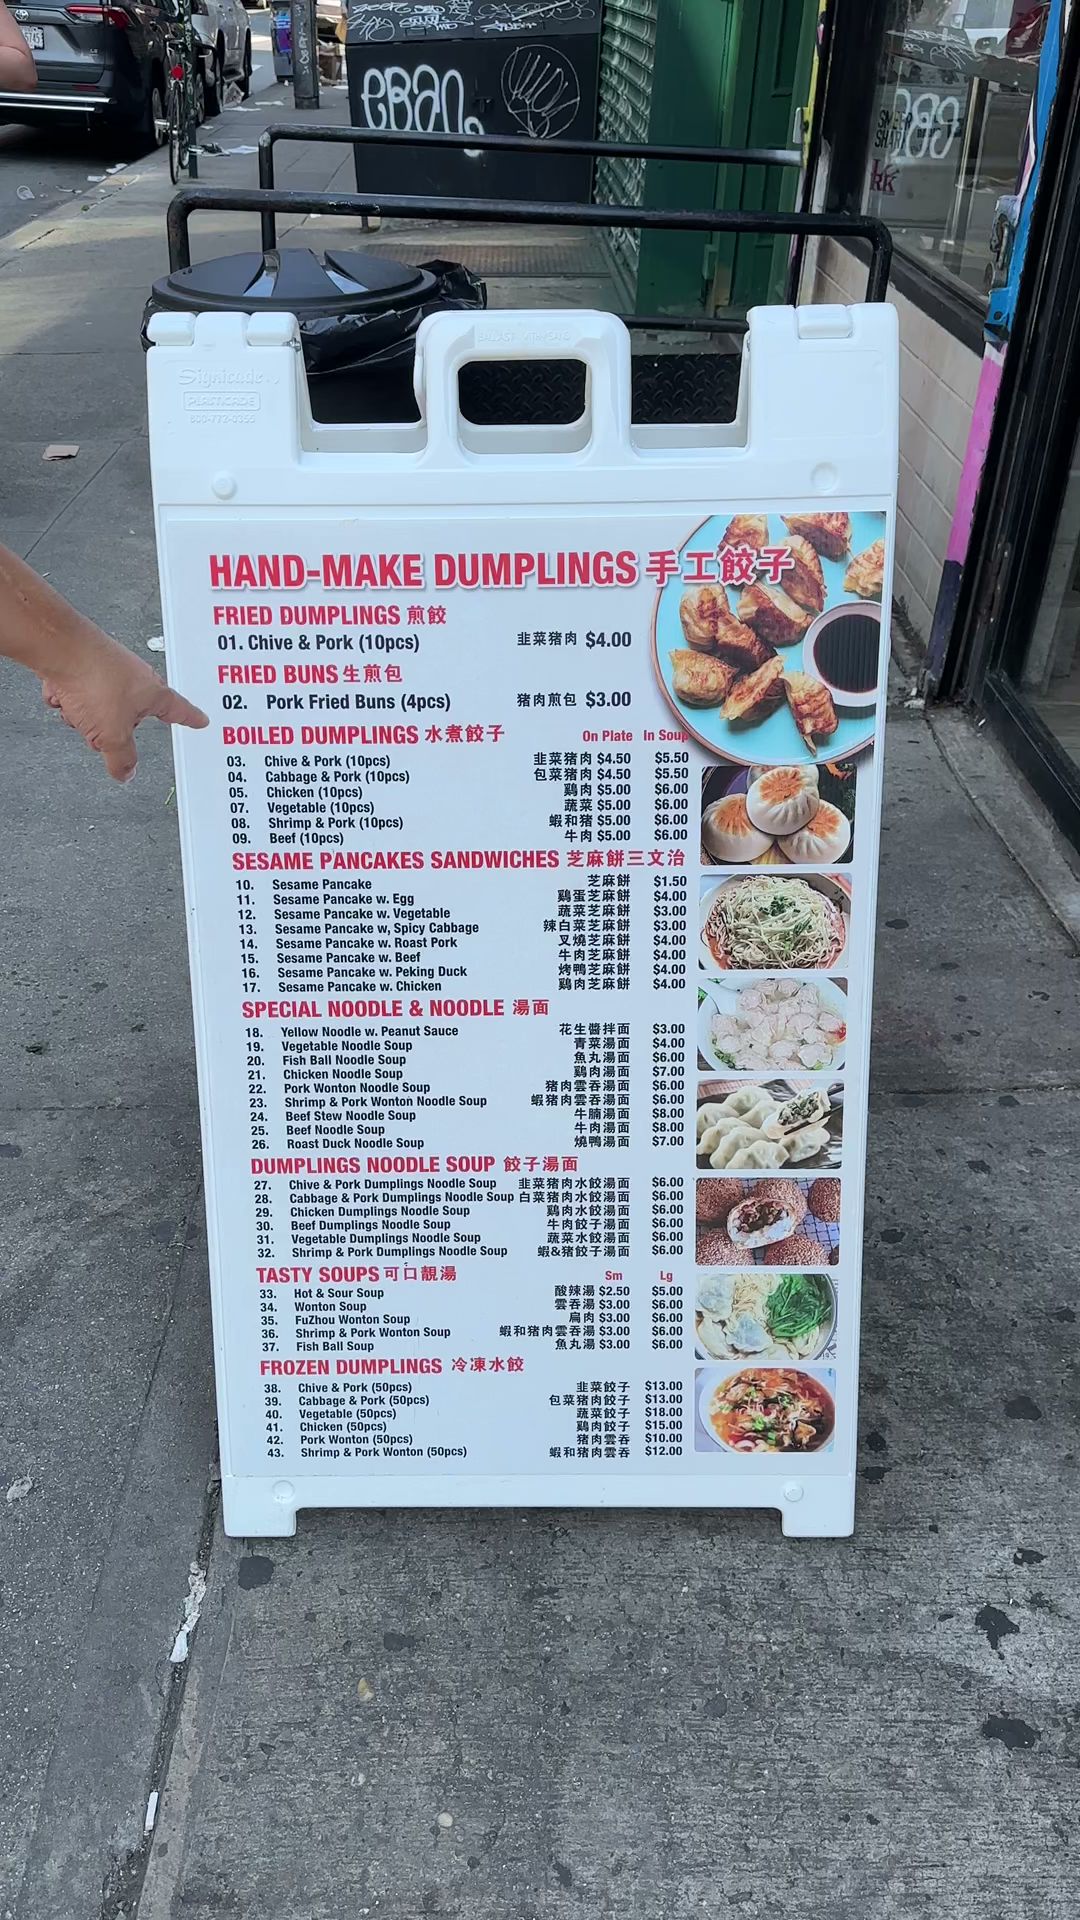 eBan
Signicade
PLASTICADE
800-772-0355
HAND-MAKE DUMPLINGS 手工餃子
FRIED DUMPLINGS 煎餃
01. Chive & Pork (10pcs) 韭菜猪肉 $4.00
FRIED BUNS 生煎包
02. Pork Fried Buns (4pcs) 猪肉煎包 $3.00
BOILED DUMPLINGS 水煮餃子 On Plate In Soup
03. Chive & Pork (10pcs) 韭菜猪肉 $4.50 $5.50
04. Cabbage & Pork (10pcs) 包菜猪肉 $4.50 $5.50
05. Chicken (10pcs) 鷄肉 $5.00 $6.00
07. Vegetable (10pcs) 蔬菜 $5.00 $6.00
08. Shrimp & Pork (10pcs) 蝦和猪 $5.00 $6.00
09. Beef (10pcs) 牛肉 $5.00 $6.00
SESAME PANCAKES SANDWICHES 芝麻餅三文治
10. Sesame Pancake 芝麻餅 $1.50
11. Sesame Pancake w. Egg 鷄蛋芝麻餅 $4.00
12. Sesame Pancake w. Vegetable 蔬菜芝麻餅 $3.00
13. Sesame Pancake w, Spicy Cabbage 辣白菜芝麻餅 $3.00
14. Sesame Pancake w. Roast Pork 叉燒芝麻餅 $4.00
15. Sesame Pancake w. Beef 牛肉芝麻餅 $4.00
16. Sesame Pancake w. Peking Duck 烤鴨芝麻餅 $4.00
17. Sesame Pancake w. Chicken 鷄肉芝麻餅 $4.00
SPECIAL NOODLE & NOODLE 湯面
18. Yellow Noodle w. Peanut Sauce 花生醬拌面 $3.00
19. Vegetable Noodle Soup 青菜湯面 $4.00
20. Fish Ball Noodle Soup 魚丸湯面 $6.00
21. Chicken Noodle Soup 鷄肉湯面 $7.00
22. Pork Wonton Noodle Soup 猪肉雲吞湯面 $6.00
23. Shrimp & Pork Wonton Noodle Soup 蝦猪肉雲吞湯面 $6.00
24. Beef Stew Noodle Soup 牛腩湯面 $8.00
25. Beef Noodle Soup 牛肉湯面 $8.00
26. Roast Duck Noodle Soup 燒鴨湯面 $7.00
DUMPLINGS NOODLE SOUP 餃子湯面
27. Chive & Pork Dumplings Noodle Soup 韭菜猪肉水餃湯面 $6.00
28. Cabbage & Pork Dumplings Noodle Soup 白菜猪肉水餃湯面 $6.00
29. Chicken Dumplings Noodle Soup 鷄肉水餃湯面 $6.00
30. Beef Dumplings Noodle Soup 牛肉餃子湯面 $6.00
31. Vegetable Dumplings Noodle Soup 蔬菜水餃湯面 $6.00
32. Shrimp & Pork Dumplings Noodle Soup 蝦&猪餃子湯面 $6.00
TASTY SOUPS 可口靚湯 Sm Lg
33. Hot & Sour Soup 酸辣湯 $2.50 $5.00
34. Wonton Soup 雲吞湯 $3.00 $6.00
35. FuZhou Wonton Soup 扁肉 $3.00 $6.00
36. Shrimp & Pork Wonton Soup 蝦和猪肉雲吞湯 $3.00 $6.00
37. Fish Ball Soup 魚丸湯 $3.00 $6.00
FROZEN DUMPLINGS 冷凍水餃
38. Chive & Pork (50pcs) 韭菜餃子 $13.00
39. Cabbage & Pork (50pcs) 包菜猪肉餃子 $13.00
40. Vegetable (50pcs) 蔬菜餃子 $18.00
41. Chicken (50pcs) 鷄肉餃子 $15.00
42. Pork Wonton (50pcs) 猪肉雲吞 $10.00
43. Shrimp & Pork Wonton (50pcs) 蝦和猪肉雲吞 $12.00